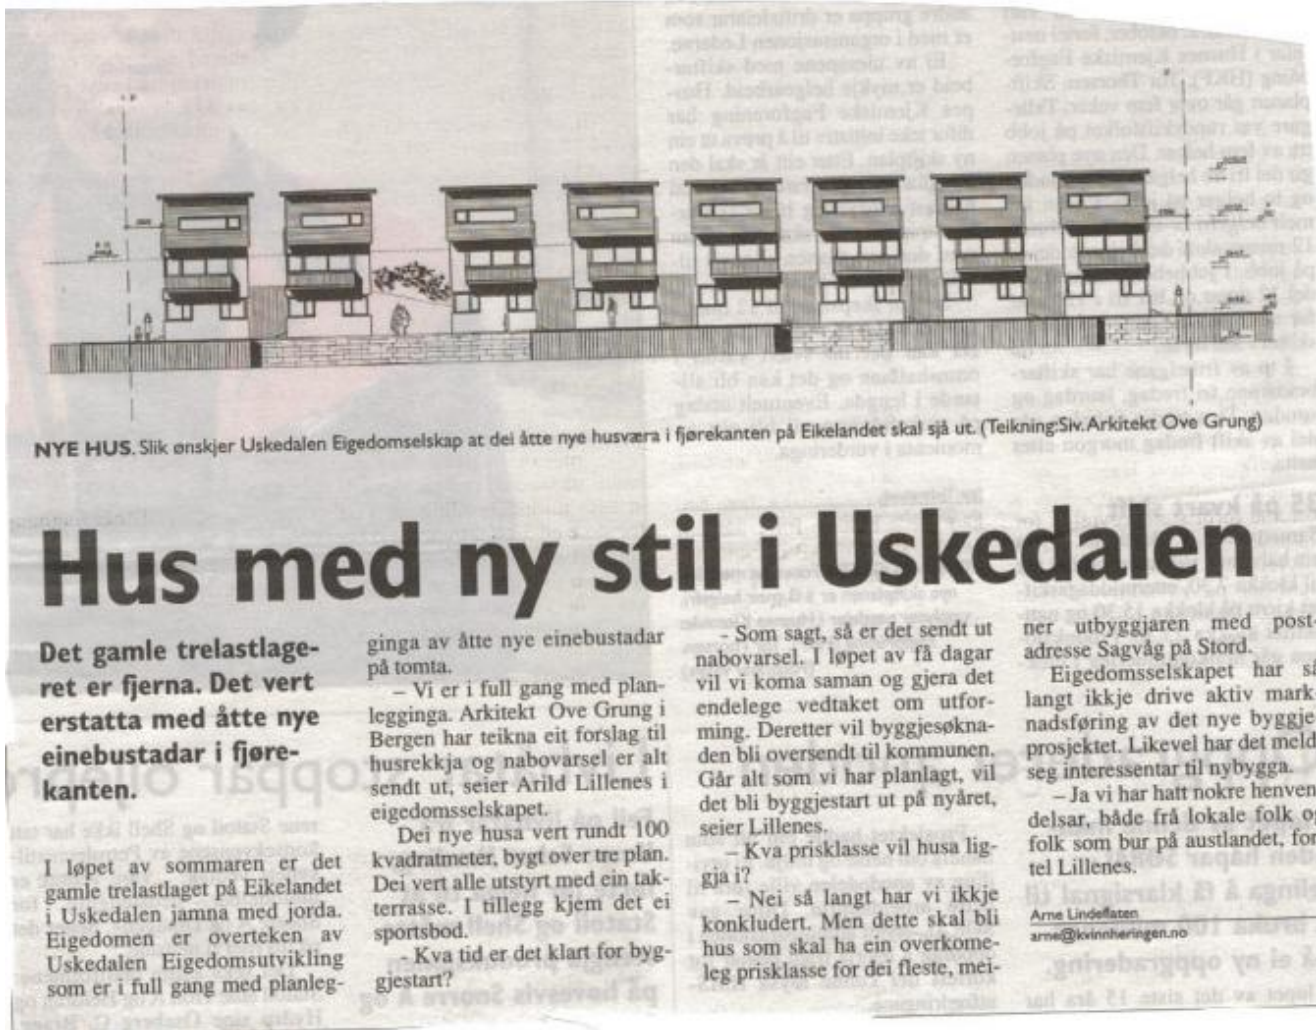 NYE HUS. Slik ønskjer Uskedalen Eigedomselskap at dei åtte nye husværa i fjørekanten på Eikelandet skal sjå ut. (Teikning:Siv.Arkitekt Ove Grung)
Hus med ny stil i Uskedalen
Det gamle trelastlage-
ret er fjerna. Det vert
erstatta med åtte nye
einebustadar i fjøre-
kanten.
I løpet av sommaren er det
gamle trelastlaget på Eikelandet
i Uskedalen jamna med jorda.
Eigedomen er overteken av
Uskedalen Eigedomsutvikling
som er i full gang med planleg-
ginga av åtte nye einebustadar
på tomta.
– Vi er i full gang med plan-
legginga. Arkitekt Ove Grung i
Bergen har teikna eit forslag til
husrekkja og nabovarsel er alt
sendt ut, seier Arild Lillenes i
eigedomsselskapet.
Dei nye husa vert rundt 100
kvadratmeter, bygt over tre plan.
Dei vert alle utstyrt med ein tak-
terrasse. I tillegg kjem det ei
sportsbod.
– Kva tid er det klart for byg-
gjestart?
– Som sagt, så er det sendt ut
nabovarsel. I løpet av få dagar
vil vi koma saman og gjera det
endelege vedtaket om utfor-
ming. Deretter vil byggjesøkna-
den bli oversendt til kommunen.
Går alt som vi har planlagt, vil
det bli byggjestart ut på nyåret,
seier Lillenes.
– Kva prisklasse vil husa lig-
gja i?
– Nei så langt har vi ikkje
konkludert. Men dette skal bli
hus som skal ha ein overkome-
leg prisklasse for dei fleste, mei-
ner utbyggjaren med post-
adresse Sagvåg på Stord.
Eigedomsselskapet har så
langt ikkje drive aktiv mark-
nadsføring av det nye byggje-
prosjektet. Likevel har det meld
seg interessentar til nybygga.
– Ja vi har hatt nokre henven-
delsar, både frå lokale folk og
folk som bur på austlandet, for-
tel Lillenes.
Arne Lindeflaten
arne@kvinnheringen.no